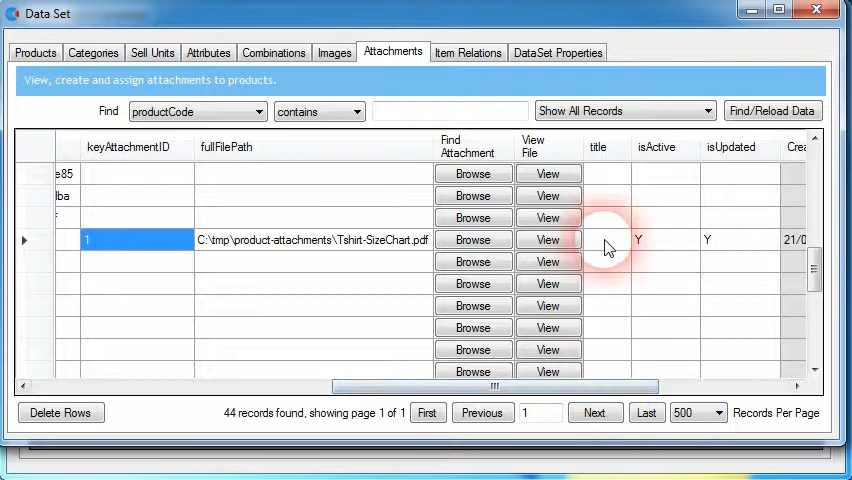 Data Set
Products Categories Sell Units Attributes Combinations Images Attachments Item Relations DataSet Properties
View, create and assign attachments to products.
Find productCode contains Show All Records Find/Reload Data
keyAttachmentID fullFilePath Find Attachment View File title isActive isUpdated Crea
e85 Browse View
lba Browse View
f Browse View
1 C:\tmp\product-attachments\Tshirt-SizeChart.pdf Browse View Y Y 21/0
Browse View
Browse View
Browse View
Browse View
Browse View
Browse View
Delete Rows 44 records found, showing page 1 of 1 First Previous 1 Next Last 500 Records Per Page